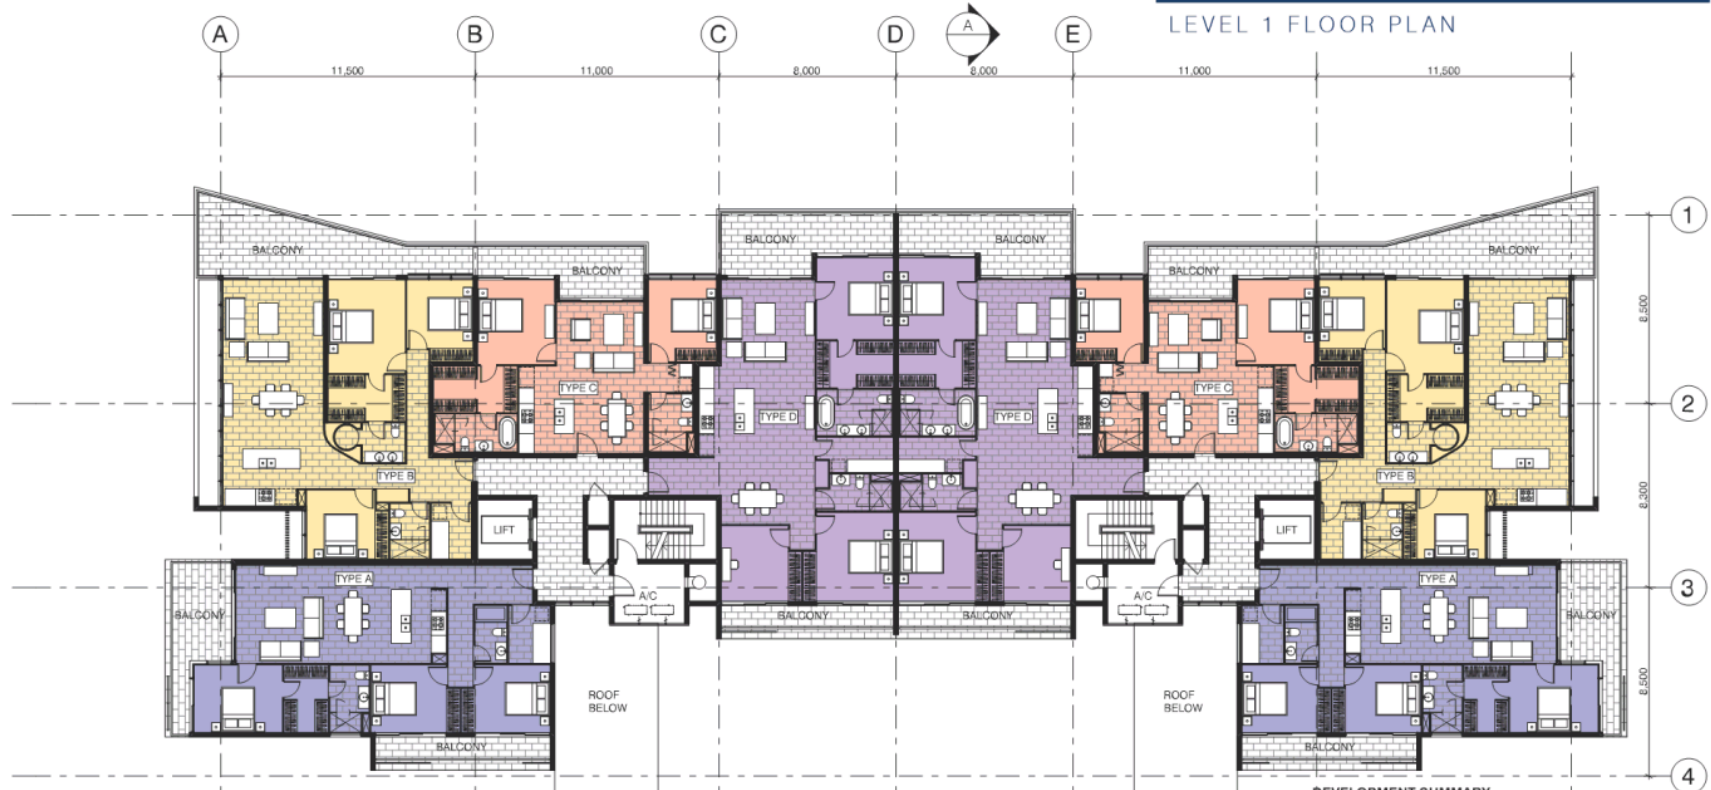 LEVEL 1 FLOOR PLAN
A
B
C
D
A
E
11,500
11,000
8,000
8,000
11,000
11,500
1
BALCONY
BALCONY
BALCONY
BALCONY
BALCONY
BALCONY
8,500
TYPE C
TYPE D
TYPE D
TYPE C
2
TYPE B
TYPE B
8,300
LIFT
LIFT
TYPE A
TYPE A
3
A/C
A/C
BALCONY
BALCONY
BALCONY
BALCONY
8,500
ROOF
BELOW
ROOF
BELOW
BALCONY
BALCONY
4
DEVELOPMENT SUMMARY